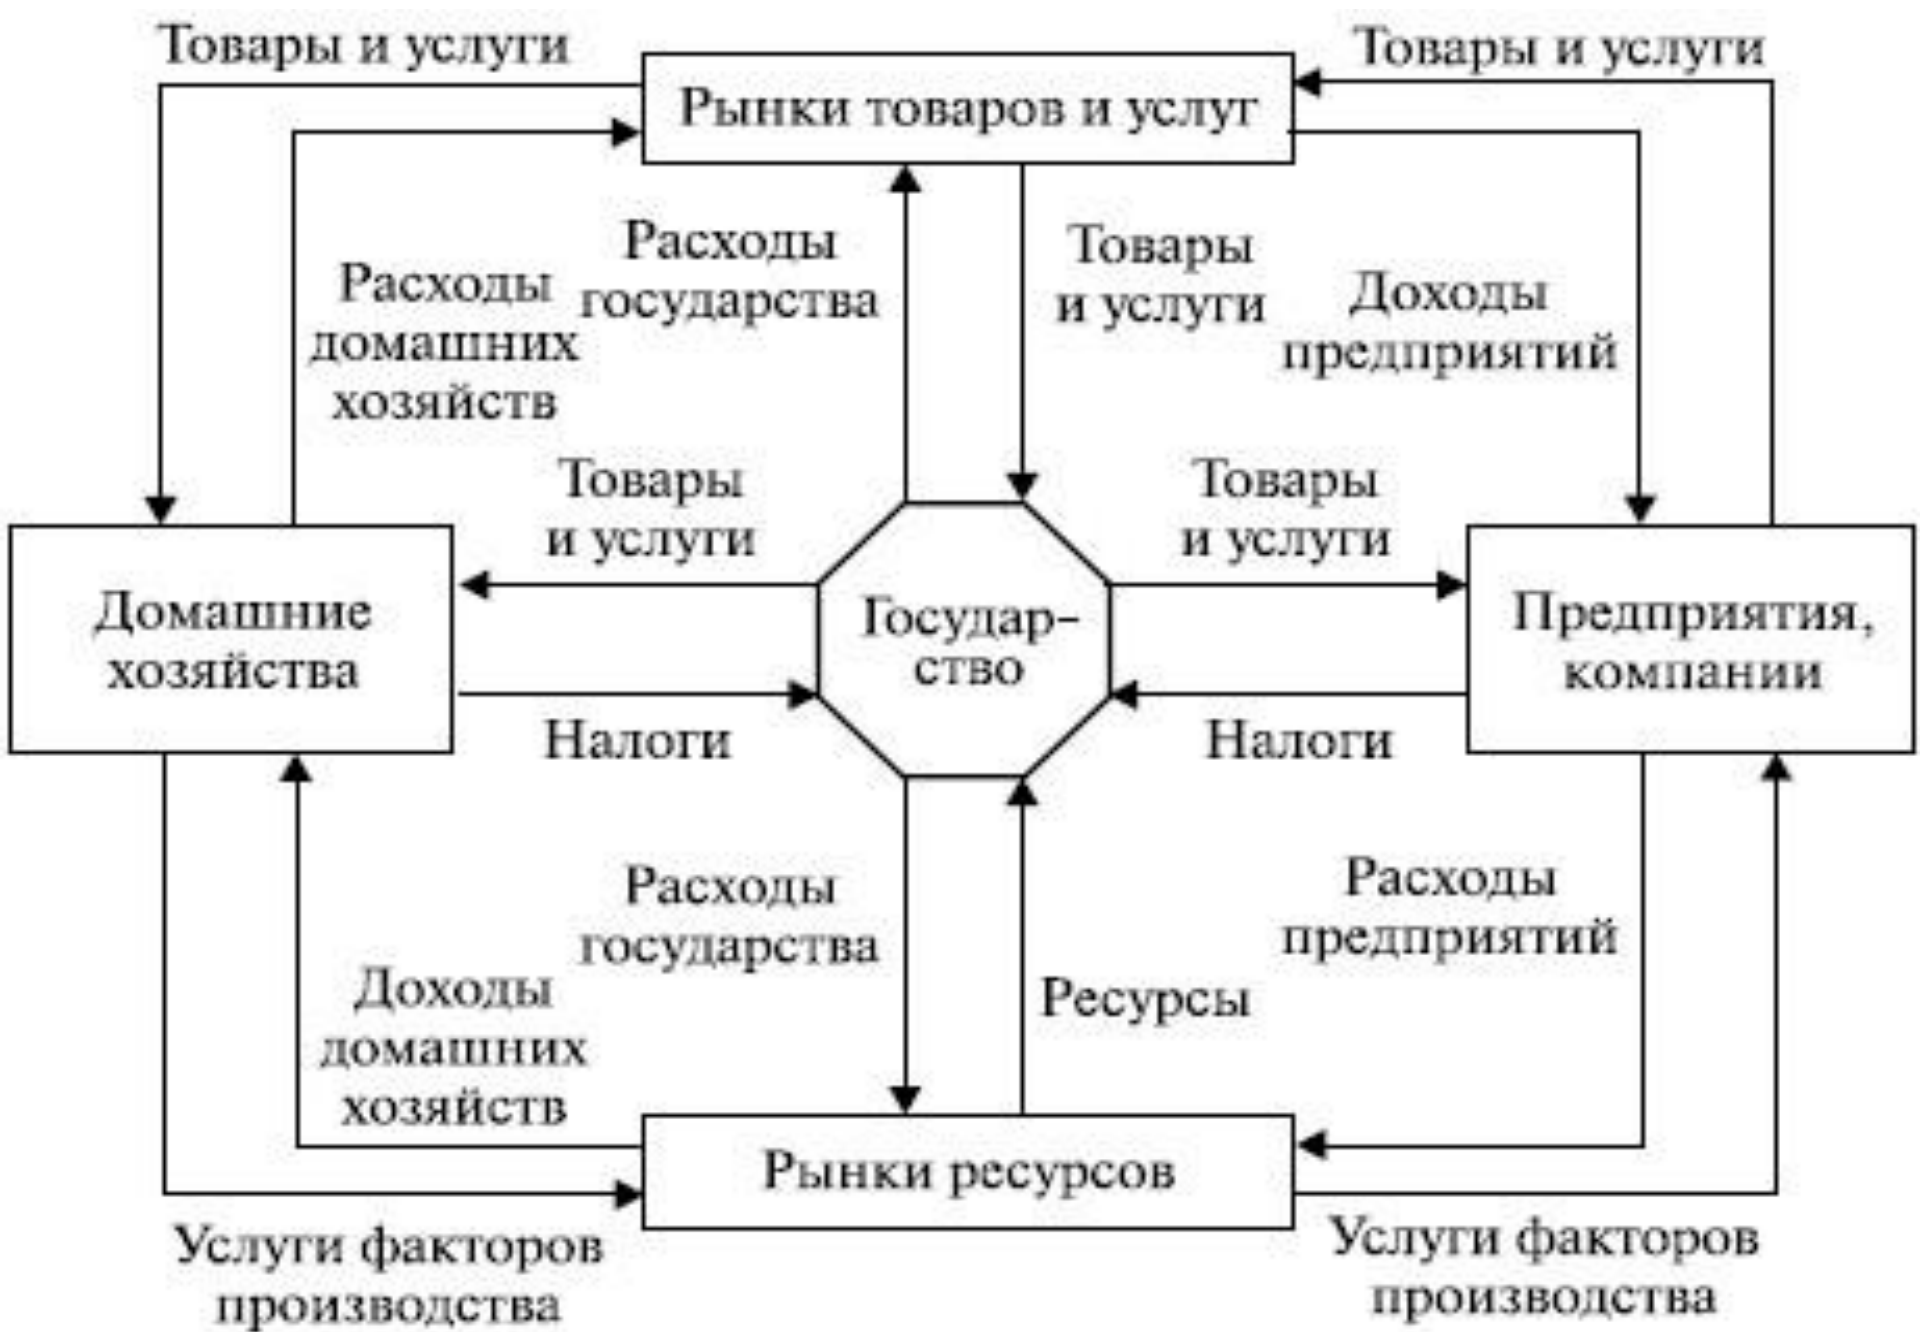 Товары и услуги
Товары и услуги
Рынки товаров и услуг
Расходы
государства
Товары
и услуги
Расходы
домашних
хозяйств
Доходы
предприятий
Товары
и услуги
Товары
и услуги
Домашние
хозяйства
Государ-
ство
Предприятия,
компании
Налоги
Налоги
Расходы
государства
Расходы
предприятий
Доходы
домашних
хозяйств
Ресурсы
Рынки ресурсов
Услуги факторов
производства
Услуги факторов
производства